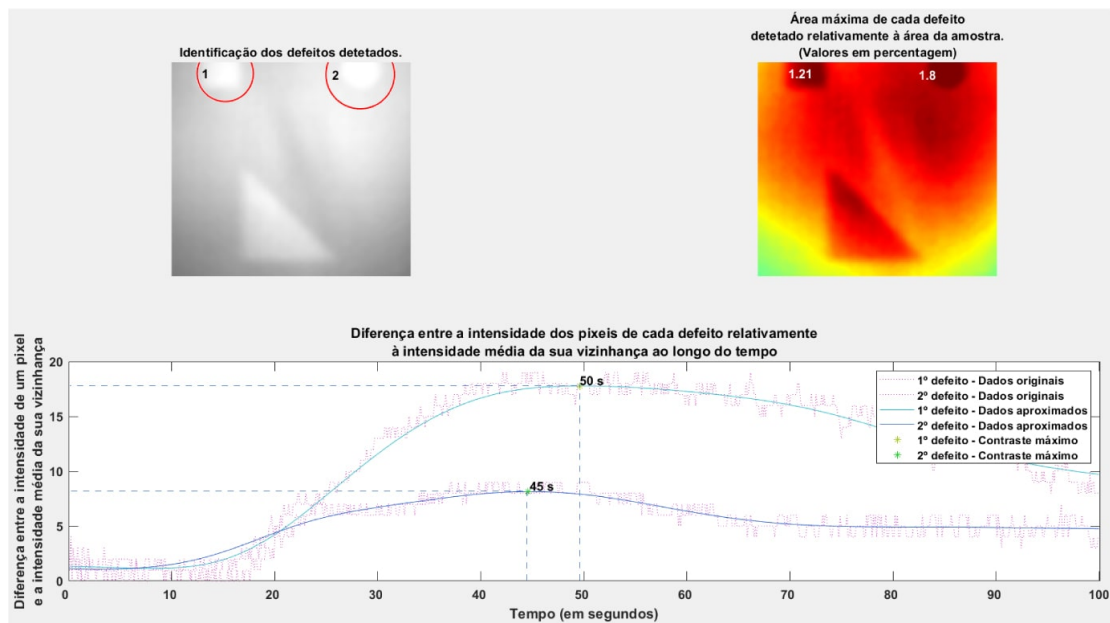 Identificação dos defeitos detetados.
1
2
Área máxima de cada defeito
detetado relativamente à área da amostra.
(Valores em percentagem)
1.21
1.8
Diferença entre a intensidade dos pixeis de cada defeito relativamente
à intensidade média da sua vizinhança ao longo do tempo
Diferença entre a intensidade de um pixel
e a intensidade média da sua vizinhança
20
15
10
5
0
50 s
45 s
1º defeito - Dados originais
2º defeito - Dados originais
1º defeito - Dados aproximados
2º defeito - Dados aproximados
1º defeito - Contraste máximo
2º defeito - Contraste máximo
0 10 20 30 40 50 60 70 80 90 100
Tempo (em segundos)